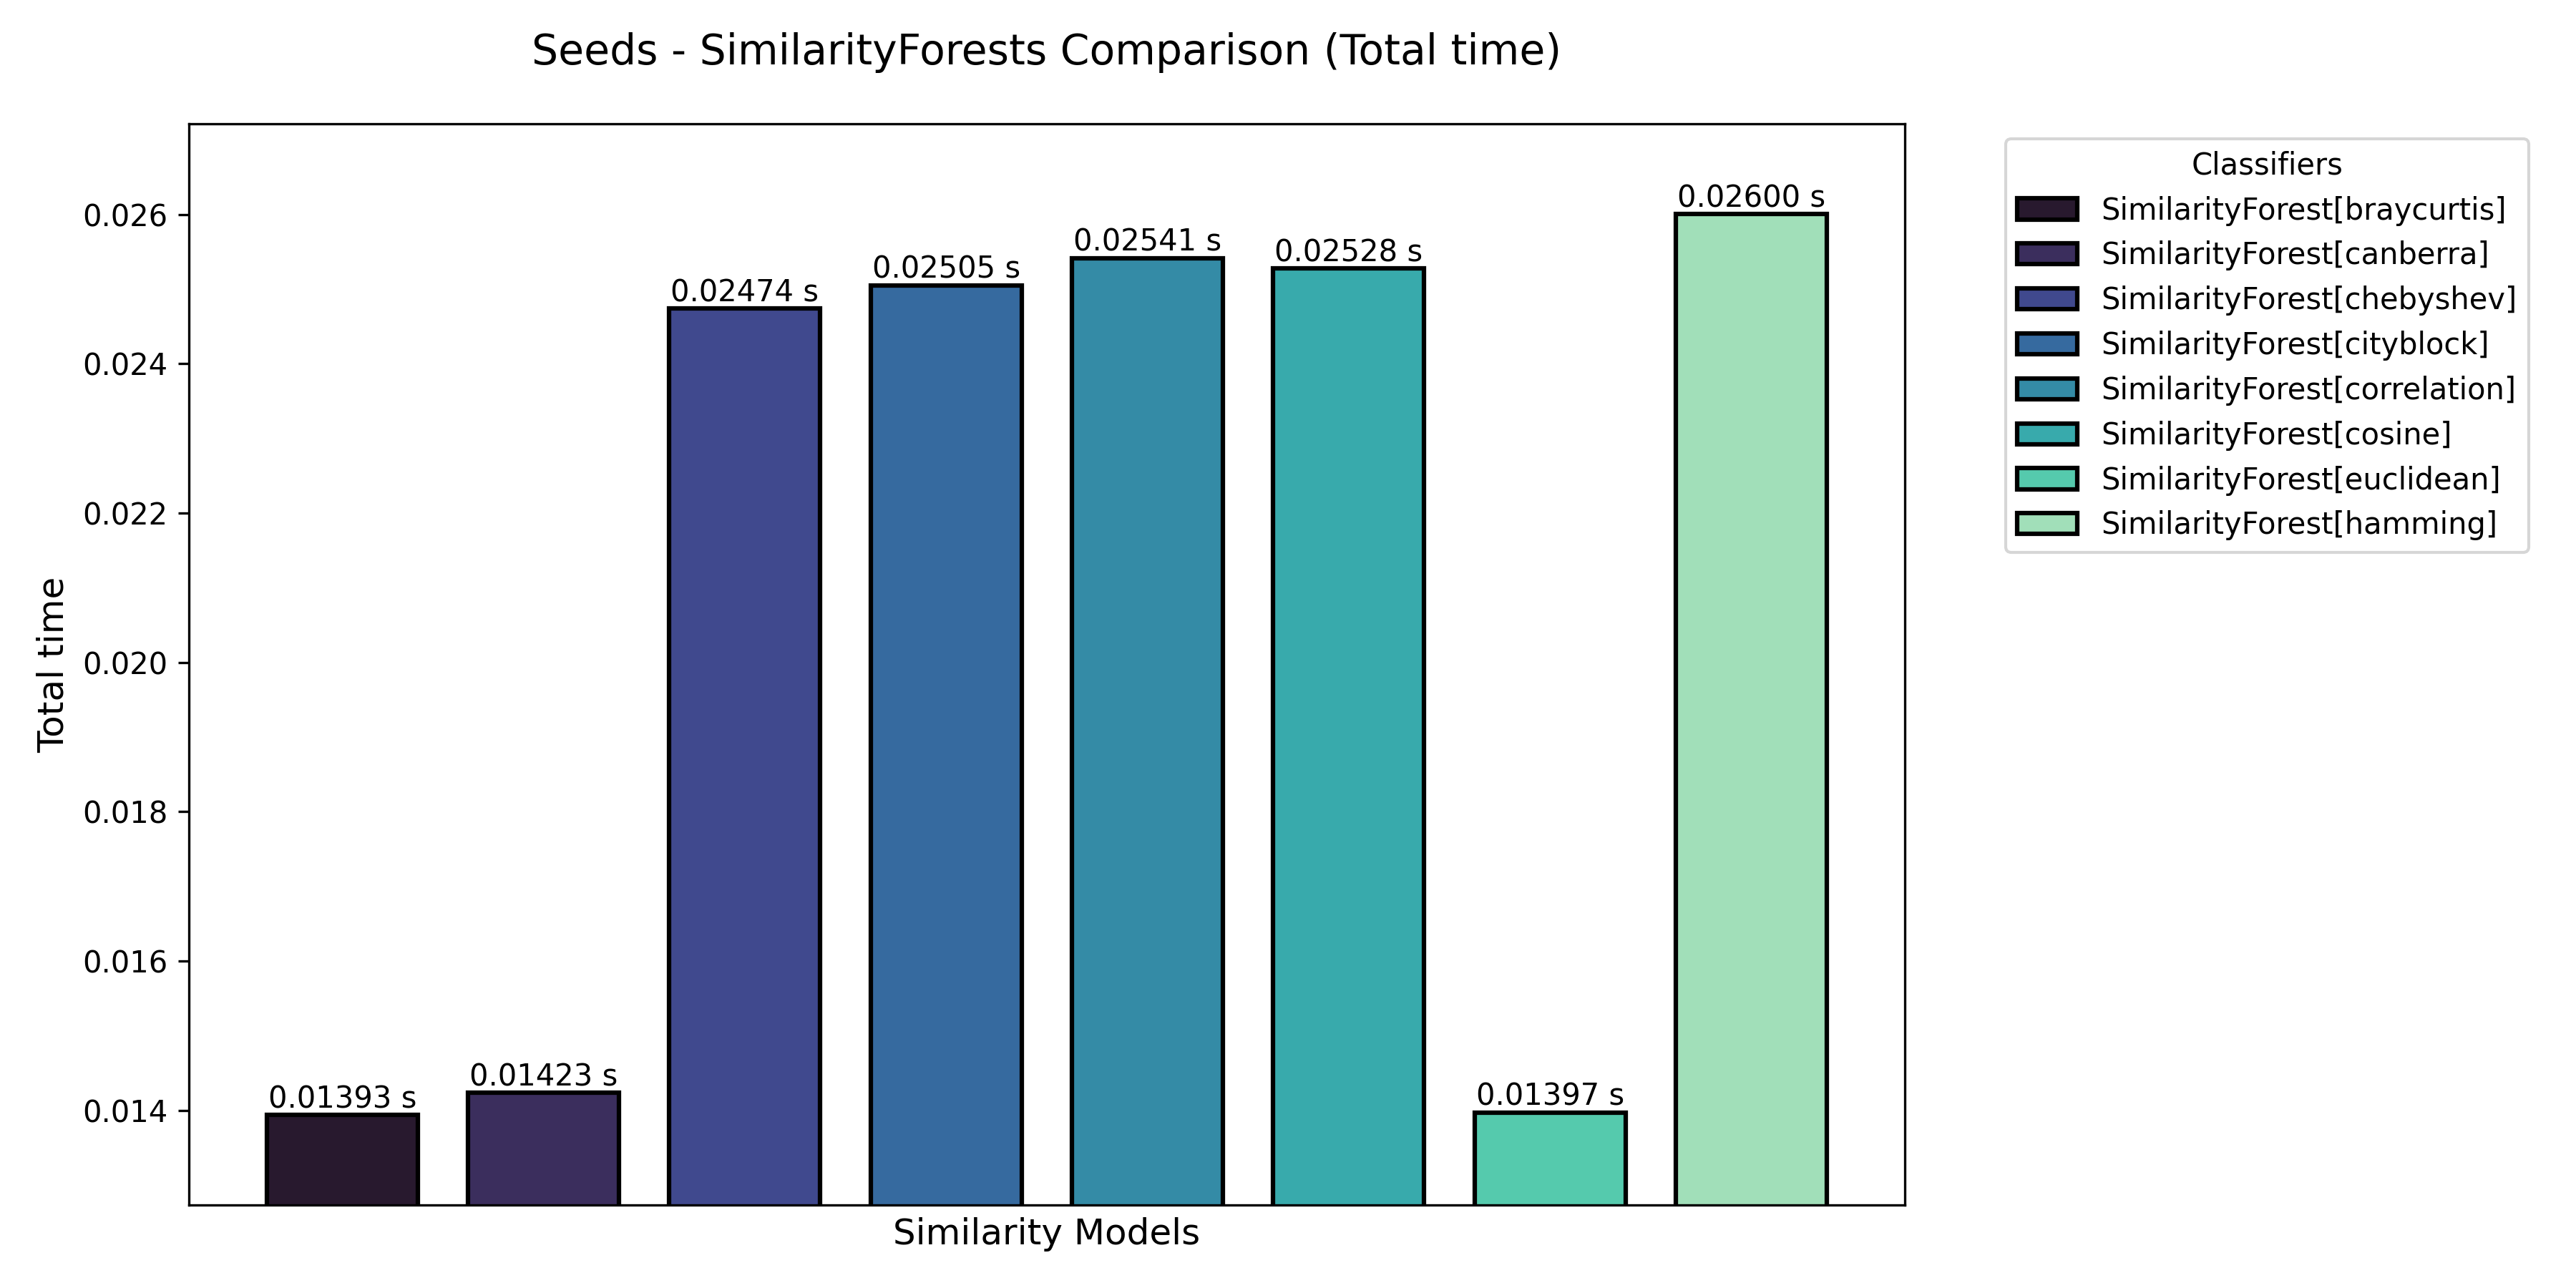 Seeds - SimilarityForests Comparison (Total time)
Total time
0.026
0.024
0.022
0.020
0.018
0.016
0.014
0.01393 s
0.01423 s
0.02474 s
0.02505 s
0.02541 s
0.02528 s
0.01397 s
0.02600 s
Similarity Models
Classifiers
SimilarityForest[braycurtis]
SimilarityForest[canberra]
SimilarityForest[chebyshev]
SimilarityForest[cityblock]
SimilarityForest[correlation]
SimilarityForest[cosine]
SimilarityForest[euclidean]
SimilarityForest[hamming]